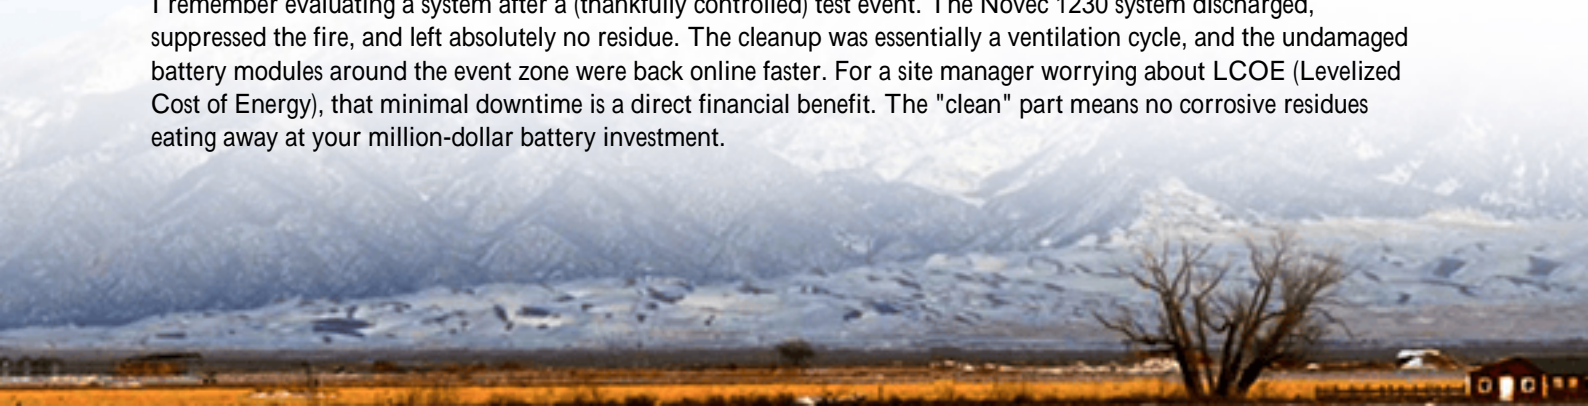 I remember evaluating a system after a (thankfully controlled) test event. The Novec 1230 system discharged,
suppressed the fire, and left absolutely no residue. The cleanup was essentially a ventilation cycle, and the undamaged
battery modules around the event zone were back online faster. For a site manager worrying about LCOE (Levelized
Cost of Energy), that minimal downtime is a direct financial benefit. The "clean" part means no corrosive residues
eating away at your million-dollar battery investment.